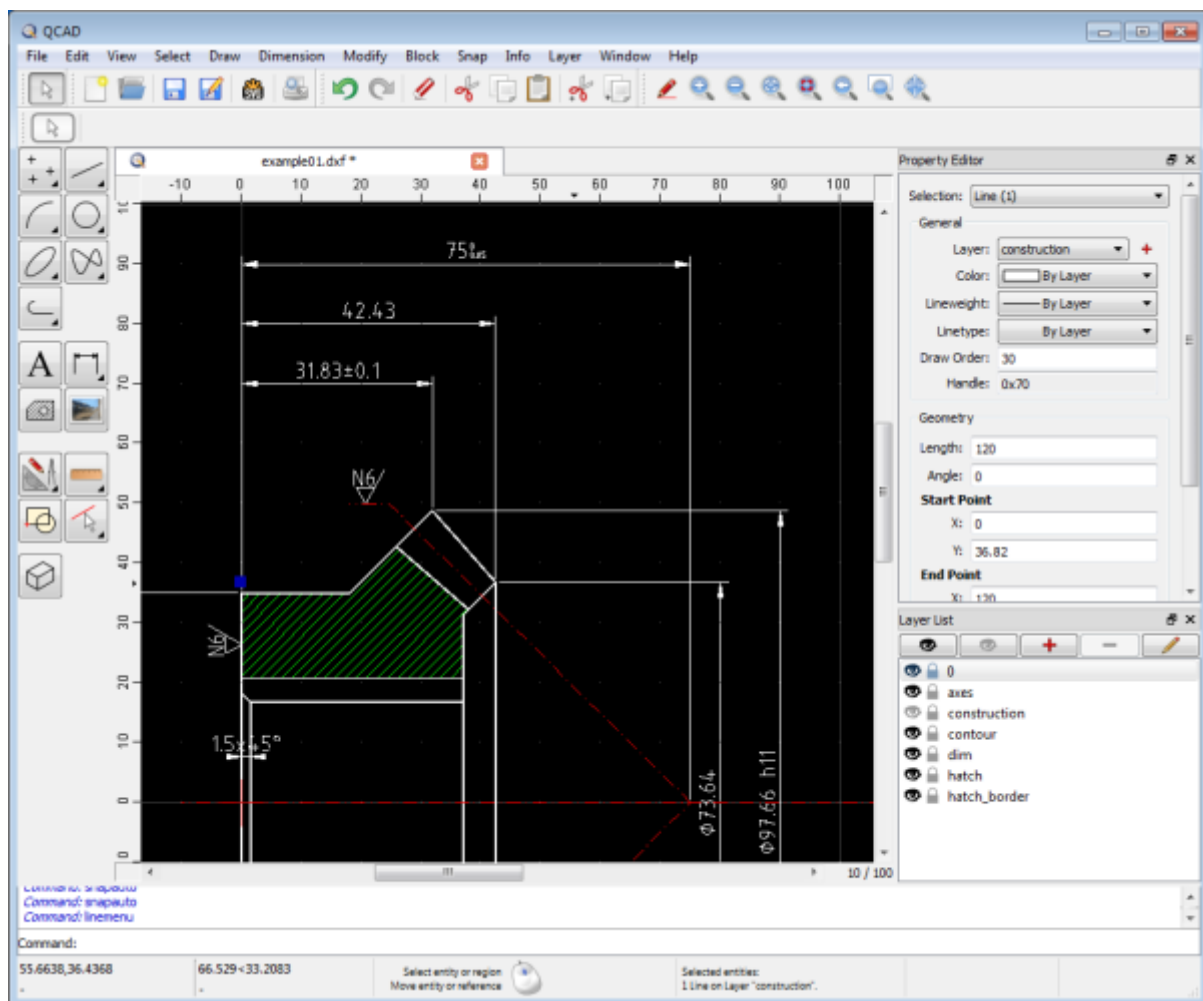 QCAD
File Edit View Select Draw Dimension Modify Block Snap Info Layer Window Help
example01.dxf *
-10 0 10 20 30 40 50 60 70 80 90 100
90
80
70
60
50
40
30
20
10
0
75
42.43
31.83±0.1
N6
N6
1.5x45°
Φ73.64
Φ97.66 h11
10 / 100
Property Editor
Selection: Line (1)
General
Layer: construction
Color: By Layer
Lineweight: By Layer
Linetype: By Layer
Draw Order: 30
Handle: 0x70
Geometry
Length: 120
Angle: 0
Start Point
X: 0
Y: 36.82
End Point
X: 120
Layer List
0
axes
construction
contour
dim
hatch
hatch_border
Command: snapauto
Command: snapauto
Command: linemenu
Command:
55.6638,36.4368
66.529<33.2083
Select entity or region
Move entity or reference
Selected entities:
1 Line on Layer "construction".